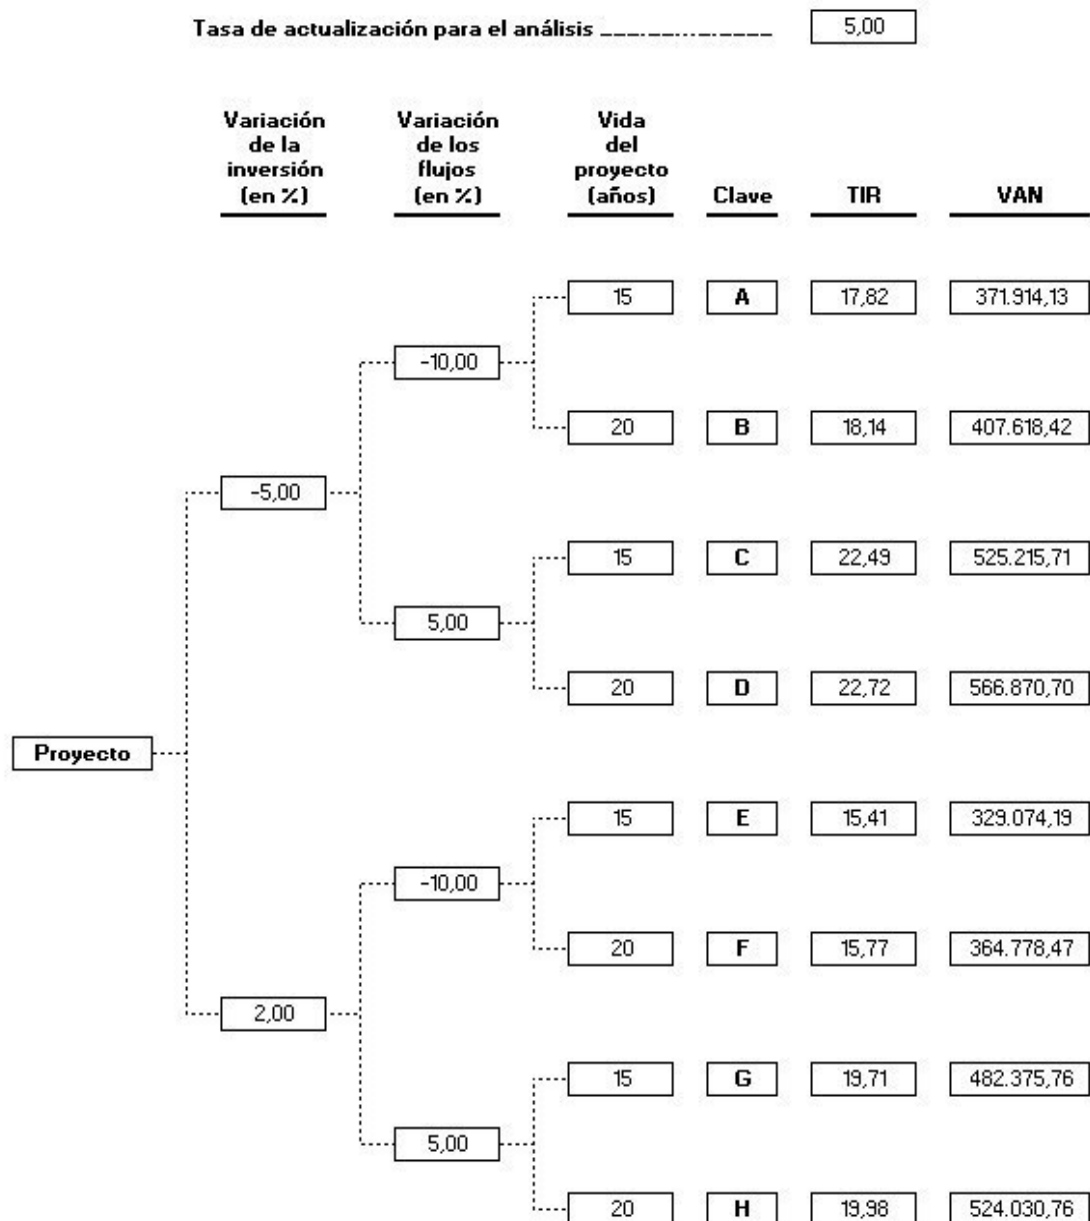 Tasa de actualización para el análisis 5,00
Variación de la inversión (en %)
Variación de los flujos (en %)
Vida del proyecto (años)
Clave
TIR
VAN
15 A 17,82 371.914,13
-10,00
20 B 18,14 407.618,42
-5,00
15 C 22,49 525.215,71
5,00
20 D 22,72 566.870,70
Proyecto
15 E 15,41 329.074,19
-10,00
20 F 15,77 364.778,47
2,00
15 G 19,71 482.375,76
5,00
20 H 19,98 524.030,76